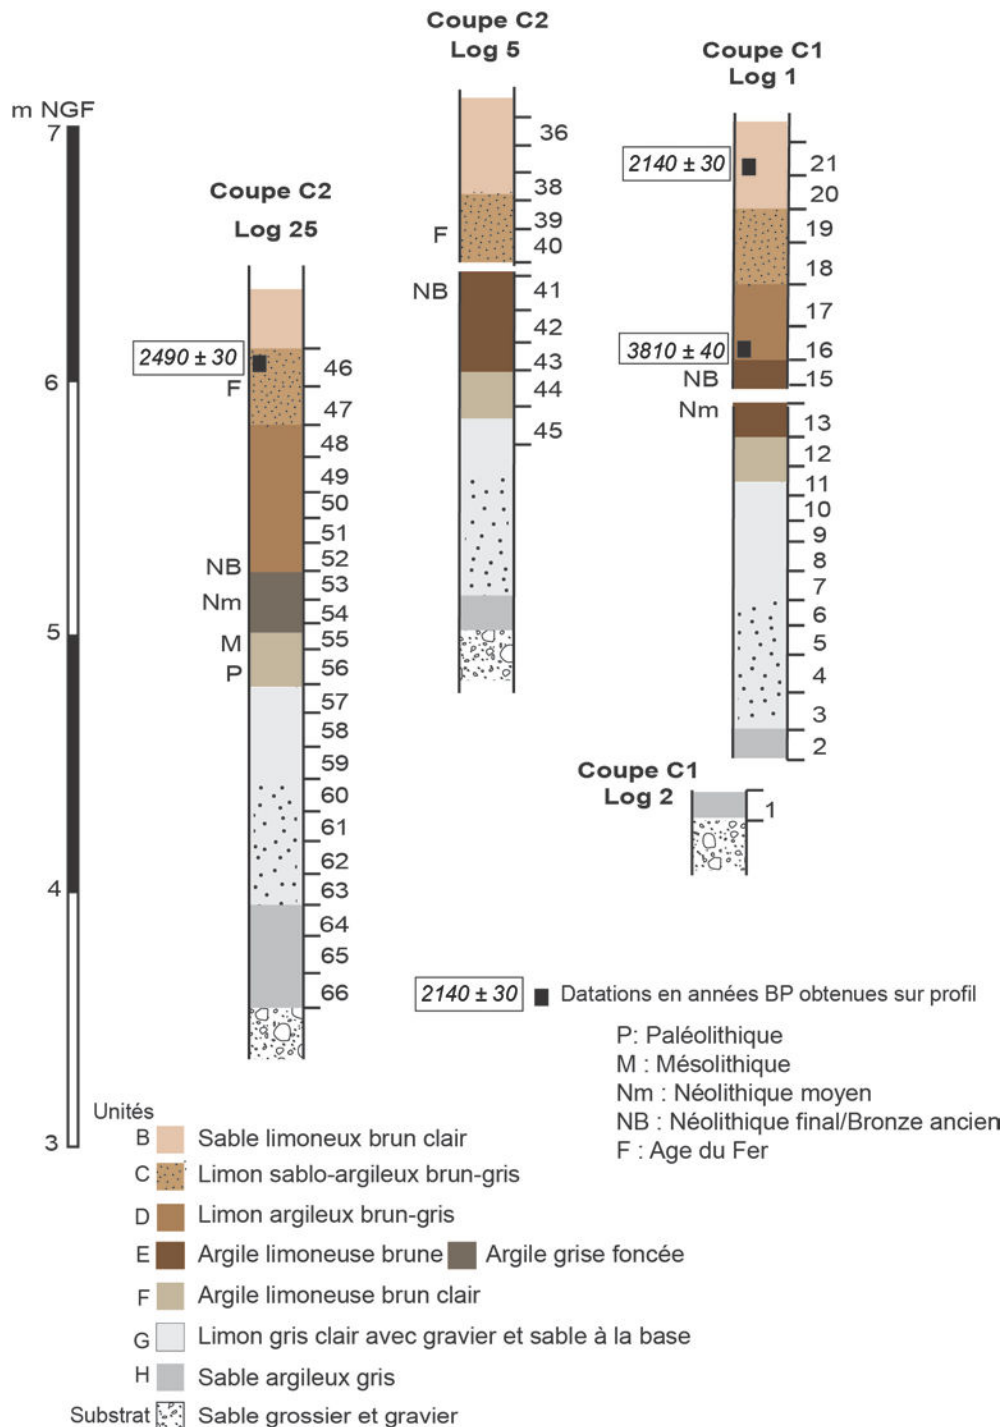 Coupe C2
Log 5
Coupe C1
Log 1
m NGF
7
6
5
4
3
Coupe C2
Log 25
2490 ± 30
F
NB
Nm
M
P
46
47
48
49
50
51
52
53
54
55
56
57
58
59
60
61
62
63
64
65
66
F
NB
36
38
39
40
41
42
43
44
45
2140 ± 30
3810 ± 40
NB
Nm
21
20
19
18
17
16
15
13
12
11
10
9
8
7
6
5
4
3
2
Coupe C1
Log 2
1
2140 ± 30 Datations en années BP obtenues sur profil
P: Paléolithique
M : Mésolithique
Nm : Néolithique moyen
NB : Néolithique final/Bronze ancien
F : Age du Fer
Unités
B Sable limoneux brun clair
C Limon sablo-argileux brun-gris
D Limon argileux brun-gris
E Argile limoneuse brune Argile grise foncée
F Argile limoneuse brun clair
G Limon gris clair avec gravier et sable à la base
H Sable argileux gris
Substrat Sable grossier et gravier